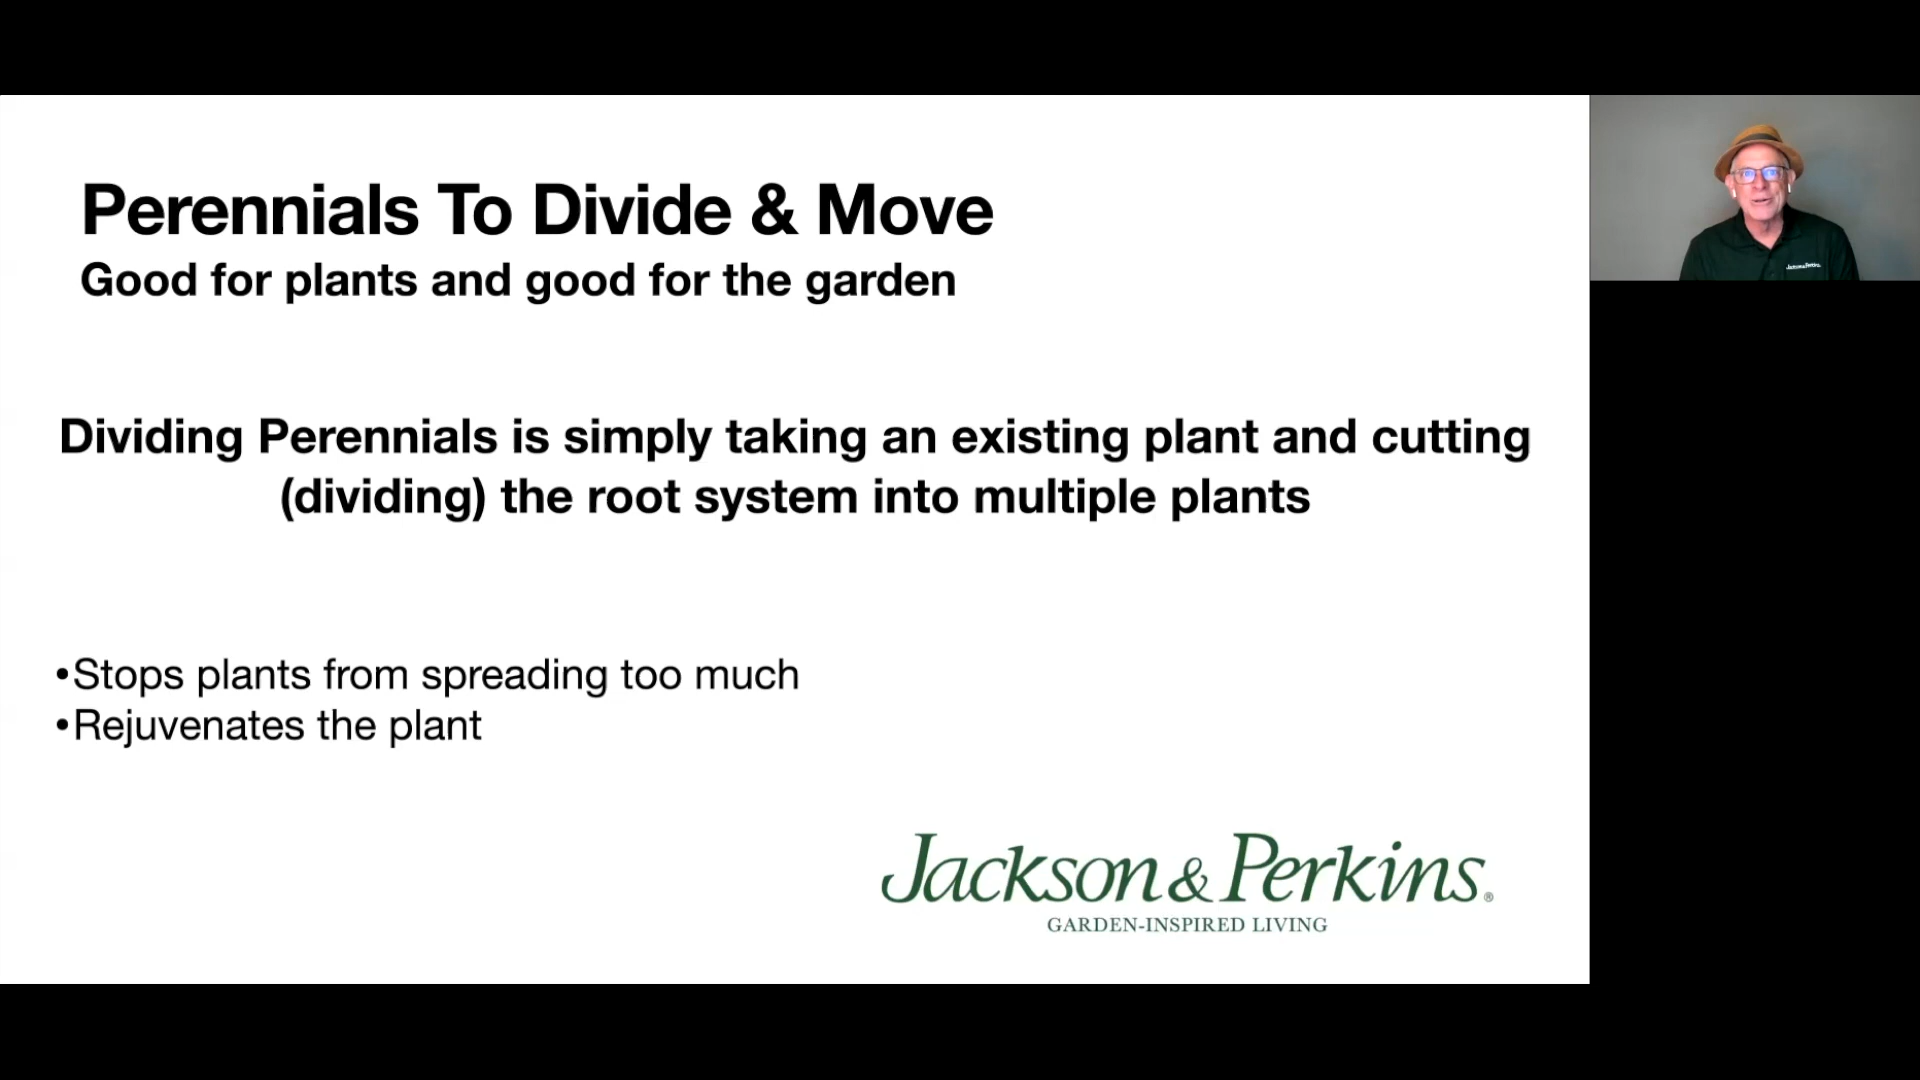 Perennials To Divide & Move
Good for plants and good for the garden
Dividing Perennials is simply taking an existing plant and cutting
(dividing) the root system into multiple plants
•Stops plants from spreading too much
•Rejuvenates the plant
Jackson & Perkins®
GARDEN-INSPIRED LIVING
Jackson & Perkins